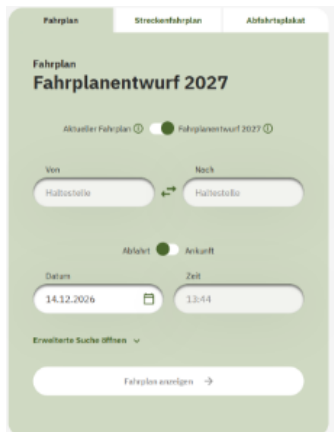 Fahrplan Streckenfahrplan Abfahrtsplakat
Fahrplan
Fahrplanentwurf 2027
Aktueller Fahrplan Fahrplanentwurf 2027
Von Nach
Haltestelle Haltestelle
Abfahrt Ankunft
Datum Zeit
14.12.2026 13:44
Erweiterte Suche öffnen
Fahrplan anzeigen